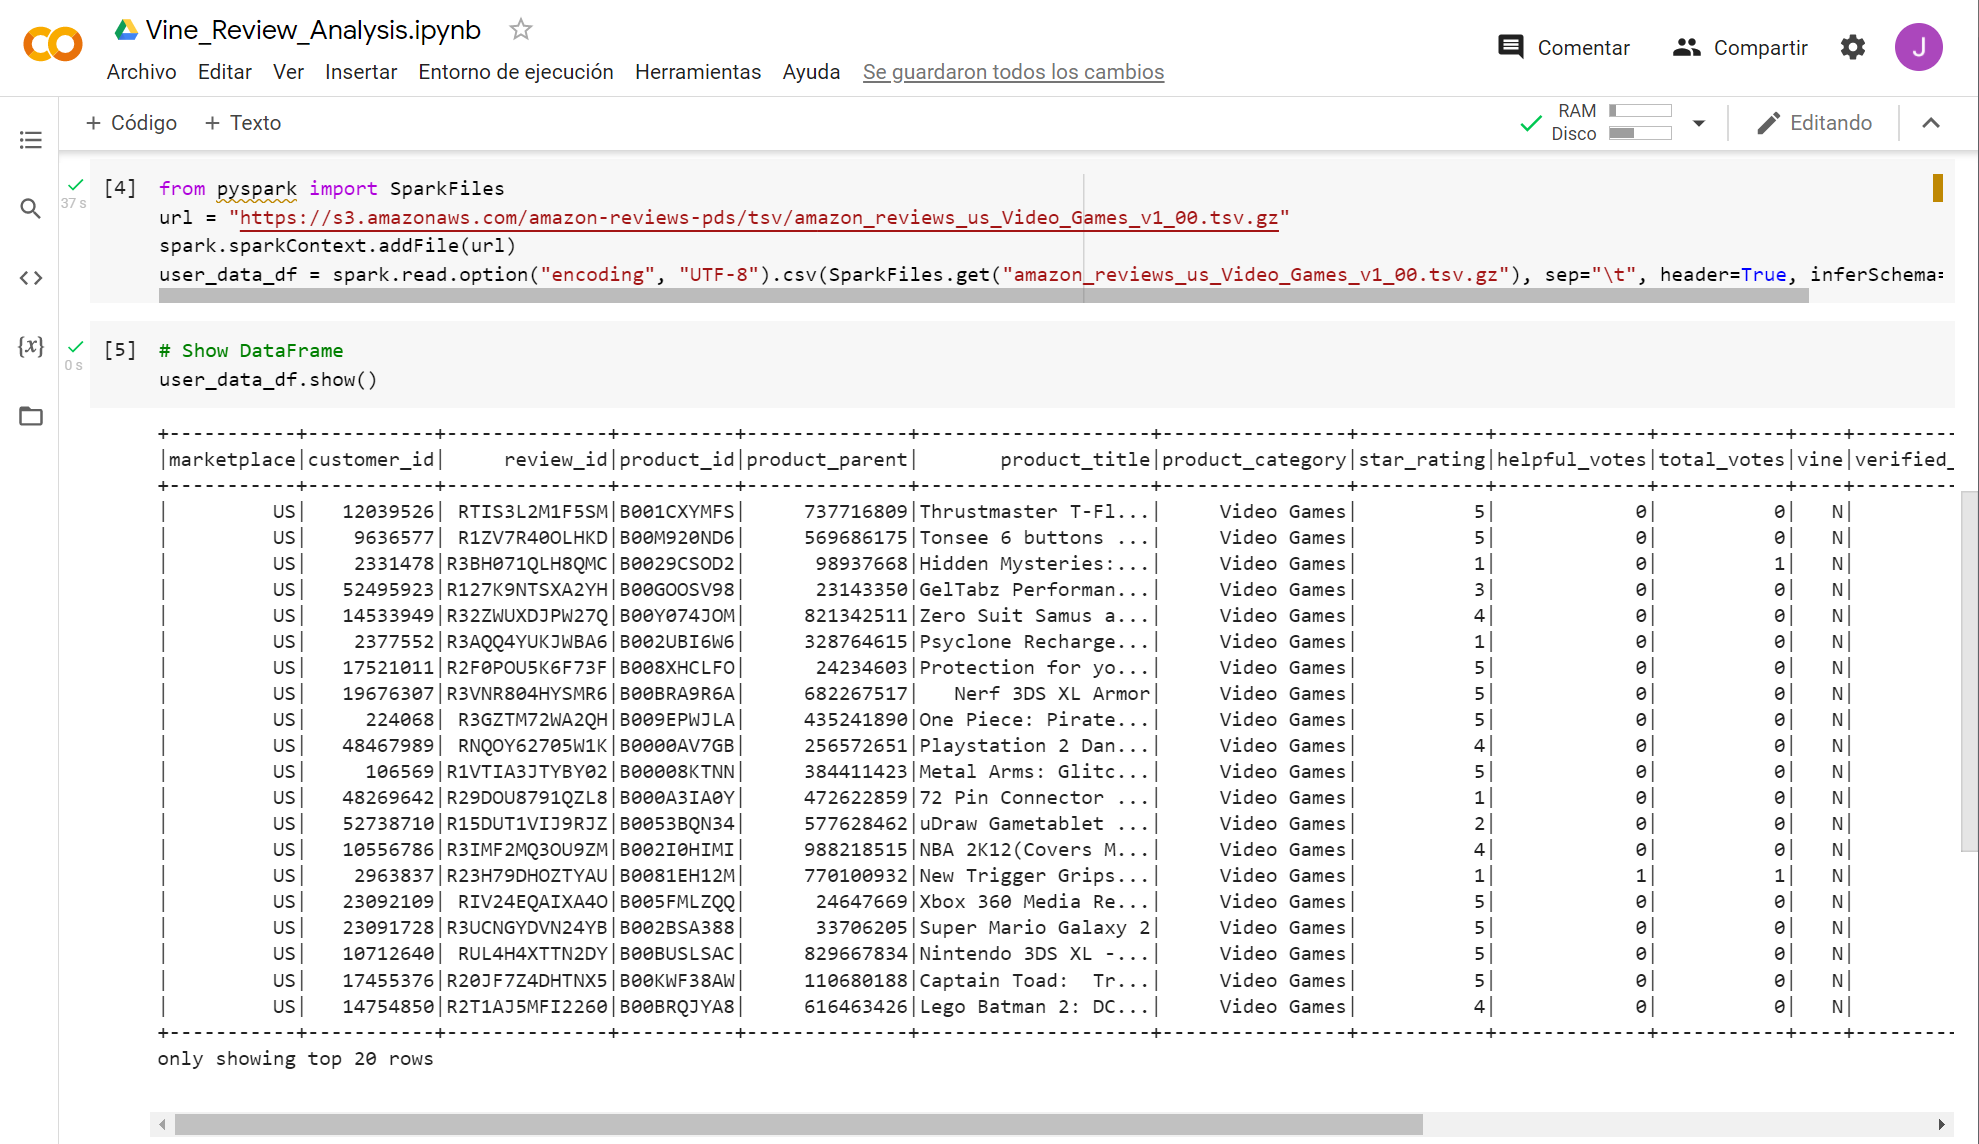 Vine_Review_Analysis.ipynb
Archivo Editar Ver Insertar Entorno de ejecución Herramientas Ayuda Se guardaron todos los cambios
Comentar Compartir J
+ Código + Texto
RAM
Disco
Editando
[4] from pyspark import SparkFiles
37 s
url = "https://s3.amazonaws.com/amazon-reviews-pds/tsv/amazon_reviews_us_Video_Games_v1_00.tsv.gz"
spark.sparkContext.addFile(url)
user_data_df = spark.read.option("encoding", "UTF-8").csv(SparkFiles.get("amazon_reviews_us_Video_Games_v1_00.tsv.gz"), sep="\t", header=True, inferSchema=
[5] # Show DataFrame
0 s
user_data_df.show()
+-----------+-----------+--------------+----------+--------------+--------------------+----------------+-----------+-------------+-----------+----+---------
|marketplace|customer_id|     review_id|product_id|product_parent|       product_title|product_category|star_rating|helpful_votes|total_votes|vine|verified_
+-----------+-----------+--------------+----------+--------------+--------------------+----------------+-----------+-------------+-----------+----+---------
|         US|   12039526| RTIS3L2M1F5SM|B001CXYMFS|     737716809|Thrustmaster T-Fl...|     Video Games|          5|            0|          0|   N|
|         US|    9636577| R1ZV7R40OLHKD|B00M920ND6|     569686175|Tonsee 6 buttons ...|     Video Games|          5|            0|          0|   N|
|         US|    2331478|R3BH071QLH8QMC|B0029CSOD2|      98937668|Hidden Mysteries:...|     Video Games|          1|            0|          1|   N|
|         US|   52495923|R127K9NTSXA2YH|B00GOOSV98|      23143350|GelTabz Performan...|     Video Games|          3|            0|          0|   N|
|         US|   14533949|R32ZWUXDJPW27Q|B00Y074JOM|     821342511|Zero Suit Samus a...|     Video Games|          4|            0|          0|   N|
|         US|    2377552|R3AQQ4YUKJWBA6|B002UBI6W6|     328764615|Psyclone Recharge...|     Video Games|          1|            0|          0|   N|
|         US|   17521011|R2F0POU5K6F73F|B008XHCLFO|      24234603|Protection for yo...|     Video Games|          5|            0|          0|   N|
|         US|   19676307|R3VNR804HYSMR6|B00BRA9R6A|     682267517|   Nerf 3DS XL Armor|     Video Games|          5|            0|          0|   N|
|         US|     224068| R3GZTM72WA2QH|B009EPWJLA|     435241890|One Piece: Pirate...|     Video Games|          5|            0|          0|   N|
|         US|   48467989| RNQOY62705W1K|B0000AV7GB|     256572651|Playstation 2 Dan...|     Video Games|          4|            0|          0|   N|
|         US|     106569|R1VTIA3JTYBY02|B00008KTNN|     384411423|Metal Arms: Glitc...|     Video Games|          5|            0|          0|   N|
|         US|   48269642|R29DOU8791QZL8|B000A3IA0Y|     472622859|72 Pin Connector ...|     Video Games|          1|            0|          0|   N|
|         US|   52738710|R15DUT1VIJ9RJZ|B0053BQN34|     577628462|uDraw Gametablet ...|     Video Games|          2|            0|          0|   N|
|         US|   10556786|R3IMF2MQ3OU9ZM|B002I0HIMI|     988218515|NBA 2K12(Covers M...|     Video Games|          4|            0|          0|   N|
|         US|    2963837|R23H79DHOZTYAU|B0081EH12M|     770100932|New Trigger Grips...|     Video Games|          1|            1|          1|   N|
|         US|   23092109| RIV24EQAIXA4O|B005FMLZQQ|      24647669|Xbox 360 Media Re...|     Video Games|          5|            0|          0|   N|
|         US|   23091728|R3UCNGYDVN24YB|B002BSA388|      33706205|Super Mario Galaxy 2|     Video Games|          5|            0|          0|   N|
|         US|   10712640| RUL4H4XTTN2DY|B00BUSLSAC|     829667834|Nintendo 3DS XL -...|     Video Games|          5|            0|          0|   N|
|         US|   17455376|R20JF7Z4DHTNX5|B00KWF38AW|     110680188|Captain Toad:  Tr...|     Video Games|          5|            0|          0|   N|
|         US|   14754850|R2T1AJ5MFI2260|B00BRQJYA8|     616463426|Lego Batman 2: DC...|     Video Games|          4|            0|          0|   N|
+-----------+-----------+--------------+----------+--------------+--------------------+----------------+-----------+-------------+-----------+----+---------
only showing top 20 rows